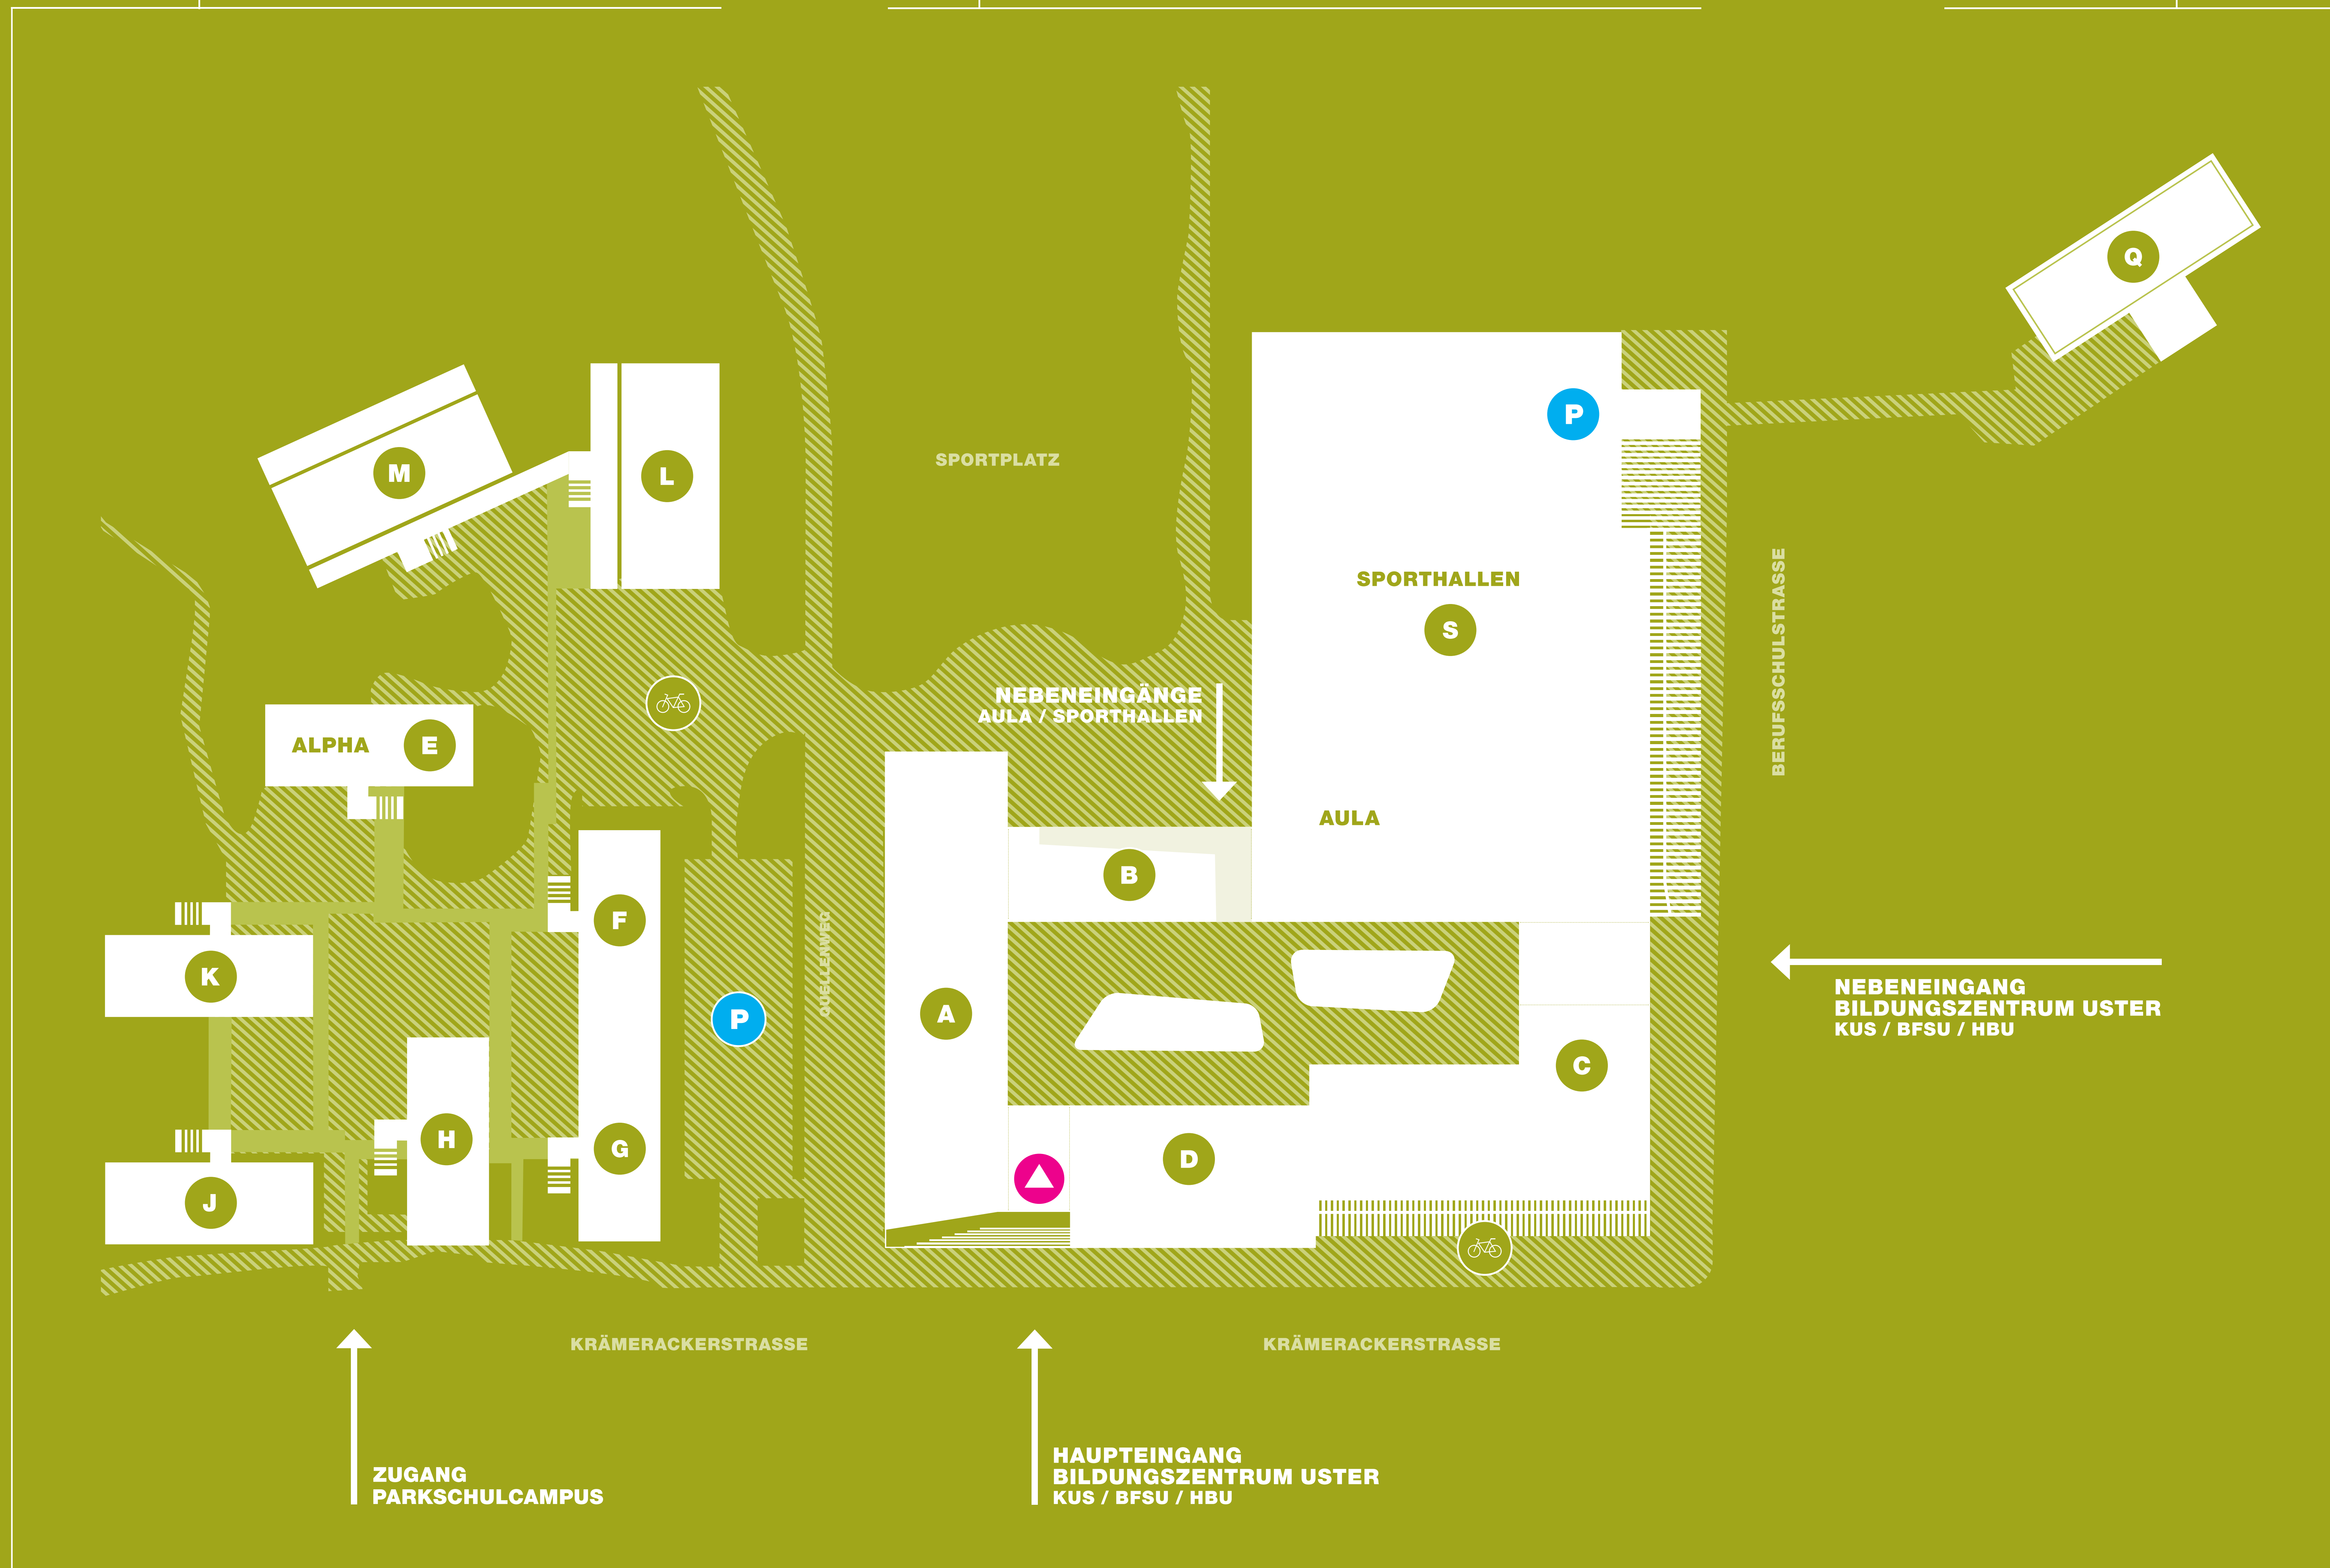 Q
P
M
L
SPORTPLATZ
SPORTHALLEN
S
BERUFSSCHULSTRASSE
NEBENEINGÄNGE
AULA / SPORTHALLEN
ALPHA
E
AULA
B
F
QUELLENWEG
K
P
A
NEBENEINGANG
BILDUNGSZENTRUM USTER
KUS / BFSU / HBU
C
H
G
D
J
KRÄMERACKERSTRASSE
KRÄMERACKERSTRASSE
ZUGANG
PARKSCHULCAMPUS
HAUPTEINGANG
BILDUNGSZENTRUM USTER
KUS / BFSU / HBU